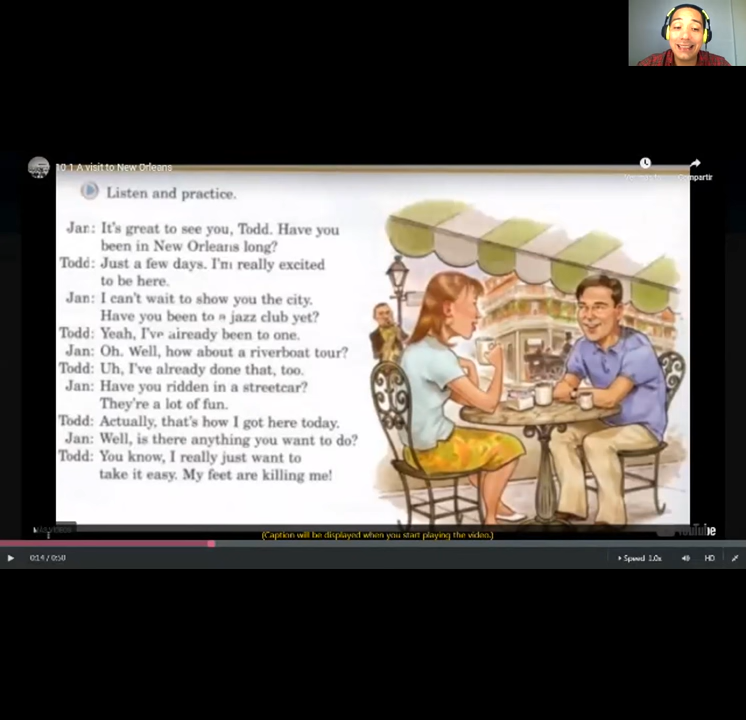 10.1 A visit to New Orleans
Compartir
Listen and practice.
Jan: It's great to see you, Todd. Have you
been in New Orleans long?
Todd: Just a few days. I'm really excited
to be here.
Jan: I can't wait to show you the city.
Have you been to a jazz club yet?
Todd: Yeah, I've already been to one.
Jan: Oh. Well, how about a riverboat tour?
Todd: Uh, I've already done that, too.
Jan: Have you ridden in a streetcar?
They're a lot of fun.
Todd: Actually, that's how I got here today.
Jan: Well, is there anything you want to do?
Todd: You know, I really just want to
take it easy. My feet are killing me!
YouTube
(Caption will be displayed when you start playing the video.)
0:14 / 0:50
Speed 1.0x
HD